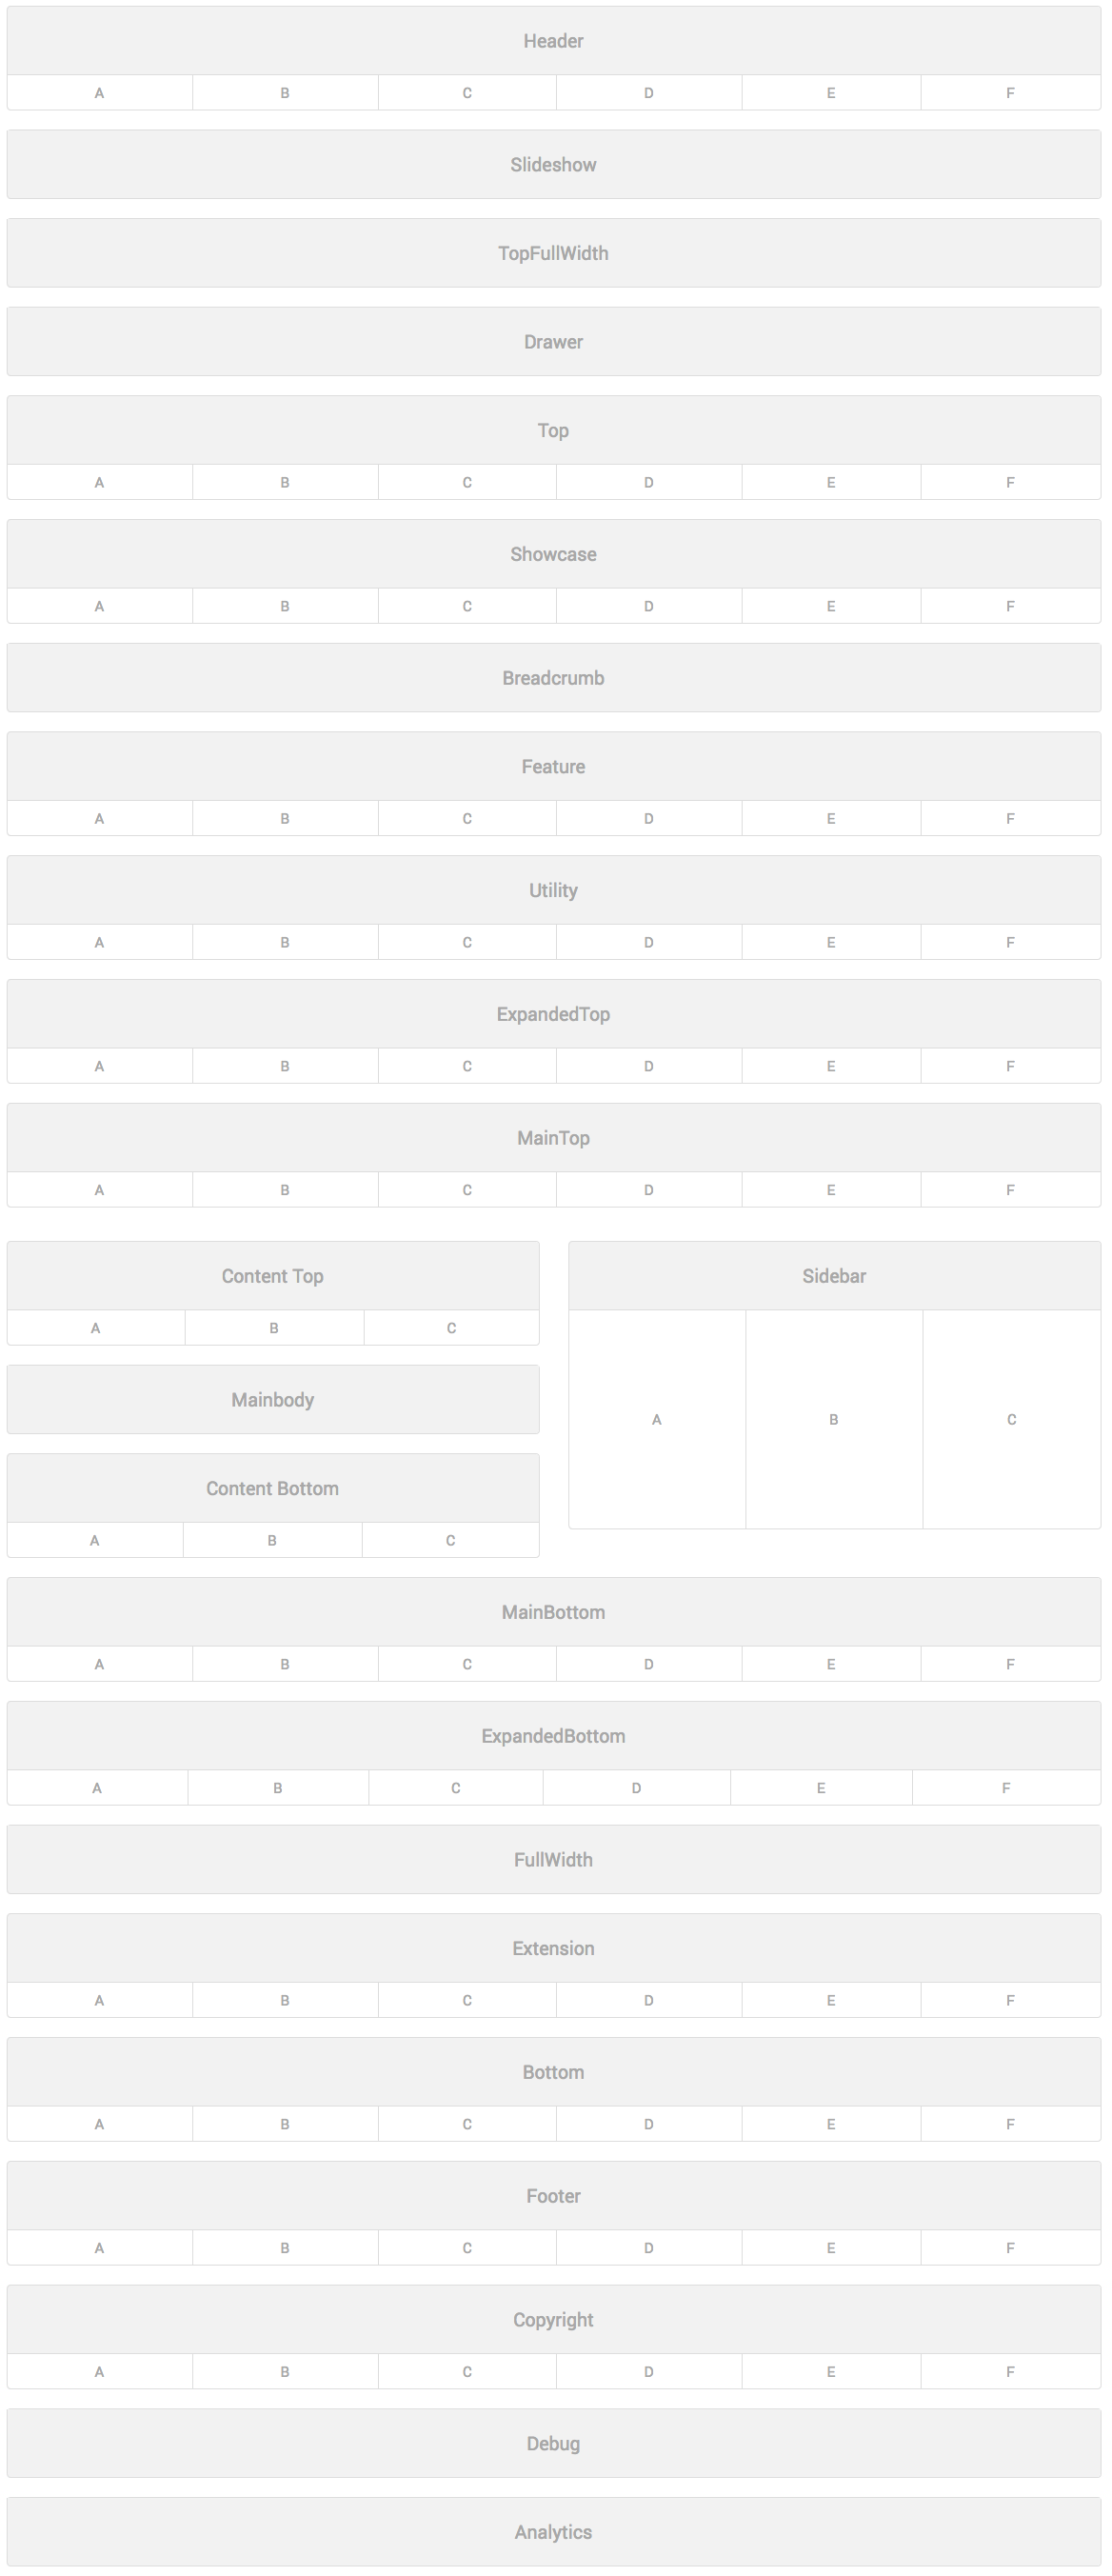 Header
A B C D E F
Slideshow
TopFullWidth
Drawer
Top
A B C D E F
Showcase
A B C D E F
Breadcrumb
Feature
A B C D E F
Utility
A B C D E F
ExpandedTop
A B C D E F
MainTop
A B C D E F
Content Top
A B C
Mainbody
Content Bottom
A B C
Sidebar
A B C
MainBottom
A B C D E F
ExpandedBottom
A B C D E F
FullWidth
Extension
A B C D E F
Bottom
A B C D E F
Footer
A B C D E F
Copyright
A B C D E F
Debug
Analytics